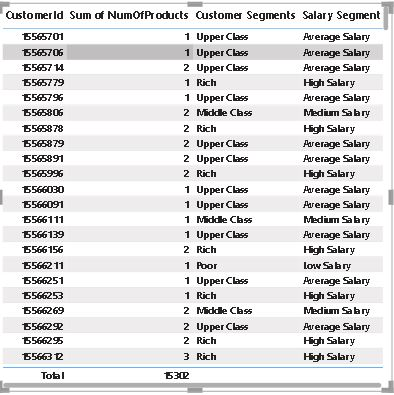 CustomerId Sum of NumOfProducts Customer Segments Salary Segment
15565701 1 Upper Class Average Salary
15565706 1 Upper Class Average Salary
15565714 2 Upper Class Average Salary
15565779 1 Rich High Salary
15565796 1 Upper Class Average Salary
15565806 2 Middle Class Medium Salary
15565878 2 Rich High Salary
15565879 2 Upper Class Average Salary
15565891 2 Upper Class Average Salary
15565996 2 Rich High Salary
15566030 1 Upper Class Average Salary
15566091 1 Upper Class Average Salary
15566111 1 Middle Class Medium Salary
15566139 1 Upper Class Average Salary
15566156 2 Rich High Salary
15566211 1 Poor Low Salary
15566251 1 Upper Class Average Salary
15566253 1 Rich High Salary
15566269 2 Middle Class Medium Salary
15566292 2 Upper Class Average Salary
15566295 2 Rich High Salary
15566312 3 Rich High Salary
Total 15302